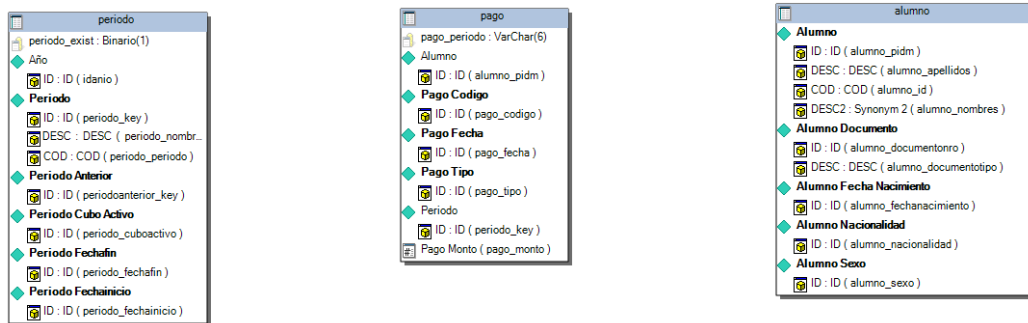 periodo
periodo_exist : Binario(1)
Año
ID : ID ( idanio )
Periodo
ID : ID ( periodo_key )
DESC : DESC ( periodo_nombr...
COD : COD ( periodo_periodo )
Periodo Anterior
ID : ID ( periodoanterior_key )
Periodo Cubo Activo
ID : ID ( periodo_cuboactivo )
Periodo Fechafin
ID : ID ( periodo_fechafin )
Periodo Fechainicio
ID : ID ( periodo_fechainicio )
pago
pago_periodo : VarChar(6)
Alumno
ID : ID ( alumno_pidm )
Pago Codigo
ID : ID ( pago_codigo )
Pago Fecha
ID : ID ( pago_fecha )
Pago Tipo
ID : ID ( pago_tipo )
Periodo
ID : ID ( periodo_key )
Pago Monto ( pago_monto )
alumno
Alumno
ID : ID ( alumno_pidm )
DESC : DESC ( alumno_apellidos )
COD : COD ( alumno_id )
DESC2 : Synonym 2 ( alumno_nombres )
Alumno Documento
ID : ID ( alumno_documentonro )
DESC : DESC ( alumno_documentotipo )
Alumno Fecha Nacimiento
ID : ID ( alumno_fechanacimiento )
Alumno Nacionalidad
ID : ID ( alumno_nacionalidad )
Alumno Sexo
ID : ID ( alumno_sexo )